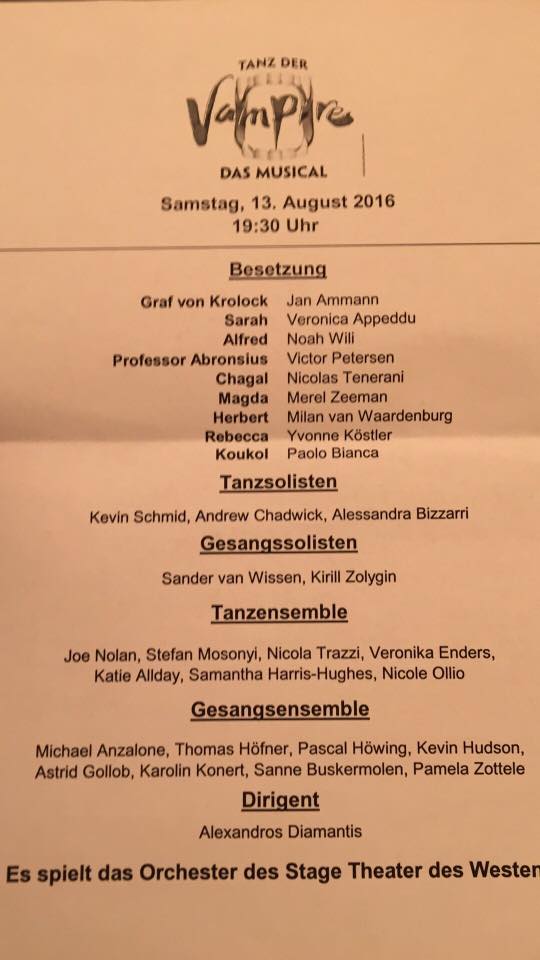 TANZ DER
Vampire
DAS MUSICAL
Samstag, 13. August 2016
19:30 Uhr
Besetzung
Graf von Krolock Jan Ammann
Sarah Veronica Appeddu
Alfred Noah Wili
Professor Abronsius Victor Petersen
Chagal Nicolas Tenerani
Magda Merel Zeeman
Herbert Milan van Waardenburg
Rebecca Yvonne Köstler
Koukol Paolo Bianca
Tanzsolisten
Kevin Schmid, Andrew Chadwick, Alessandra Bizzarri
Gesangssolisten
Sander van Wissen, Kirill Zolygin
Tanzensemble
Joe Nolan, Stefan Mosonyi, Nicola Trazzi, Veronika Enders,
Katie Allday, Samantha Harris-Hughes, Nicole Ollio
Gesangsensemble
Michael Anzalone, Thomas Höfner, Pascal Höwing, Kevin Hudson,
Astrid Gollob, Karolin Konert, Sanne Buskermolen, Pamela Zottele
Dirigent
Alexandros Diamantis
Es spielt das Orchester des Stage Theater des Westen